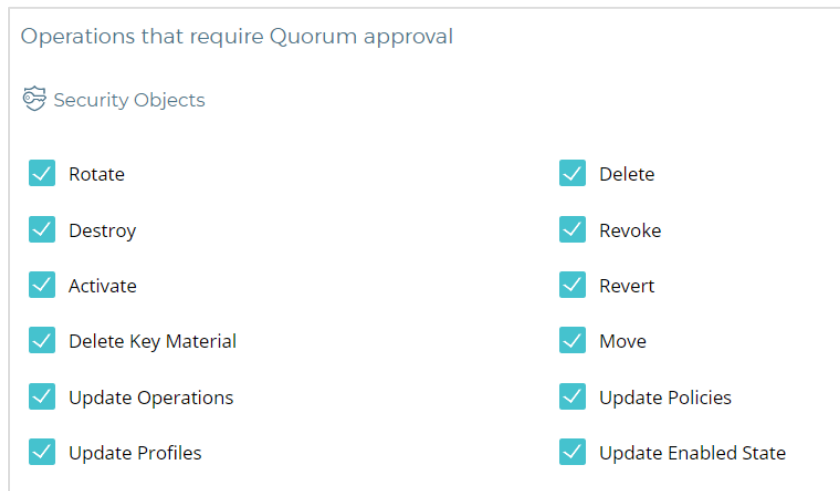 Operations that require Quorum approval
Security Objects
Rotate
Delete
Destroy
Revoke
Activate
Revert
Delete Key Material
Move
Update Operations
Update Policies
Update Profiles
Update Enabled State